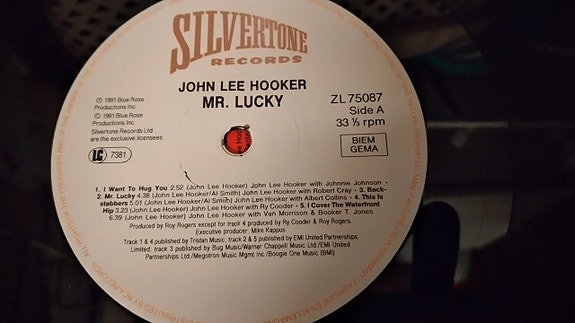 SILVERTONE
RECORDS
JOHN LEE HOOKER
MR. LUCKY
Ⓟ 1991 Blue Rose
Productions Inc.
© 1991 Blue Rose
Productions Inc.
Silvertone Records Ltd
are the exclusive licensees
LC 7381
ZL 75087
Side A
33 ⅓ rpm
BIEM
GEMA
1. I Want To Hug You 2.52 (John Lee Hooker) John Lee Hooker with Johnnie Johnson -
2. Mr. Lucky 4.38 (John Lee Hooker/Al Smith) John Lee Hooker with Robert Cray - 3. Back-
stabbers 5.01 (John Lee Hooker/Al Smith) John Lee Hooker with Albert Collins - 4. This Is
Hip 3.23 (John Lee Hooker) John Lee Hooker with Ry Cooder - 5. I Cover The Waterfront
6.39 (John Lee Hooker) John Lee Hooker with Van Morrison & Booker T. Jones
Produced by Roy Rogers except for track 4 produced by Ry Cooder & Roy Rogers
Executive producer: Mike Kappus
Track 1 & 4 published by Tristan Music; track 2 & 5 published by EMI United Partnerships
Limited; track 3 published by Bug Music/Warner Chappell Music Ltd/EMI United
Partnerships Ltd./Megotron Music Mgmt. Inc./Boogie One Music (BMI)